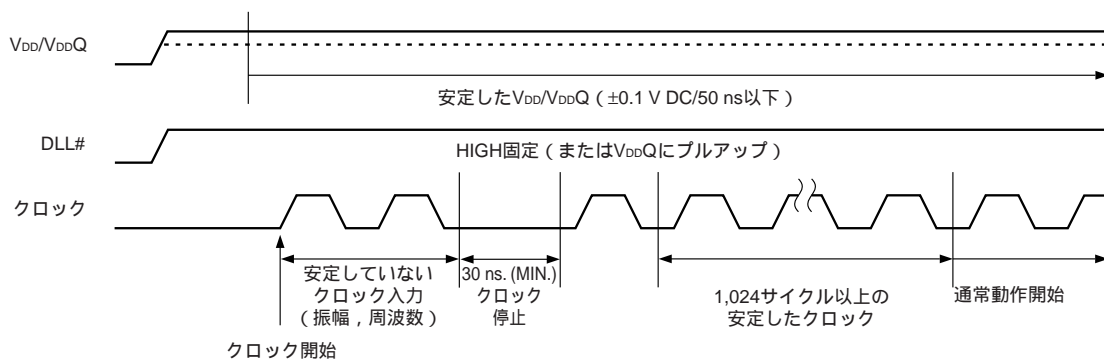 VDD/VDDQ
安定したVDD/VDDQ（±0.1 V DC/50 ns以下）
DLL#
HIGH固定（またはVDDQにプルアップ）
クロック
安定していない
クロック入力
（振幅，周波数）
30 ns. (MIN.)
クロック
停止
1,024サイクル以上の
安定したクロック
通常動作開始
クロック開始